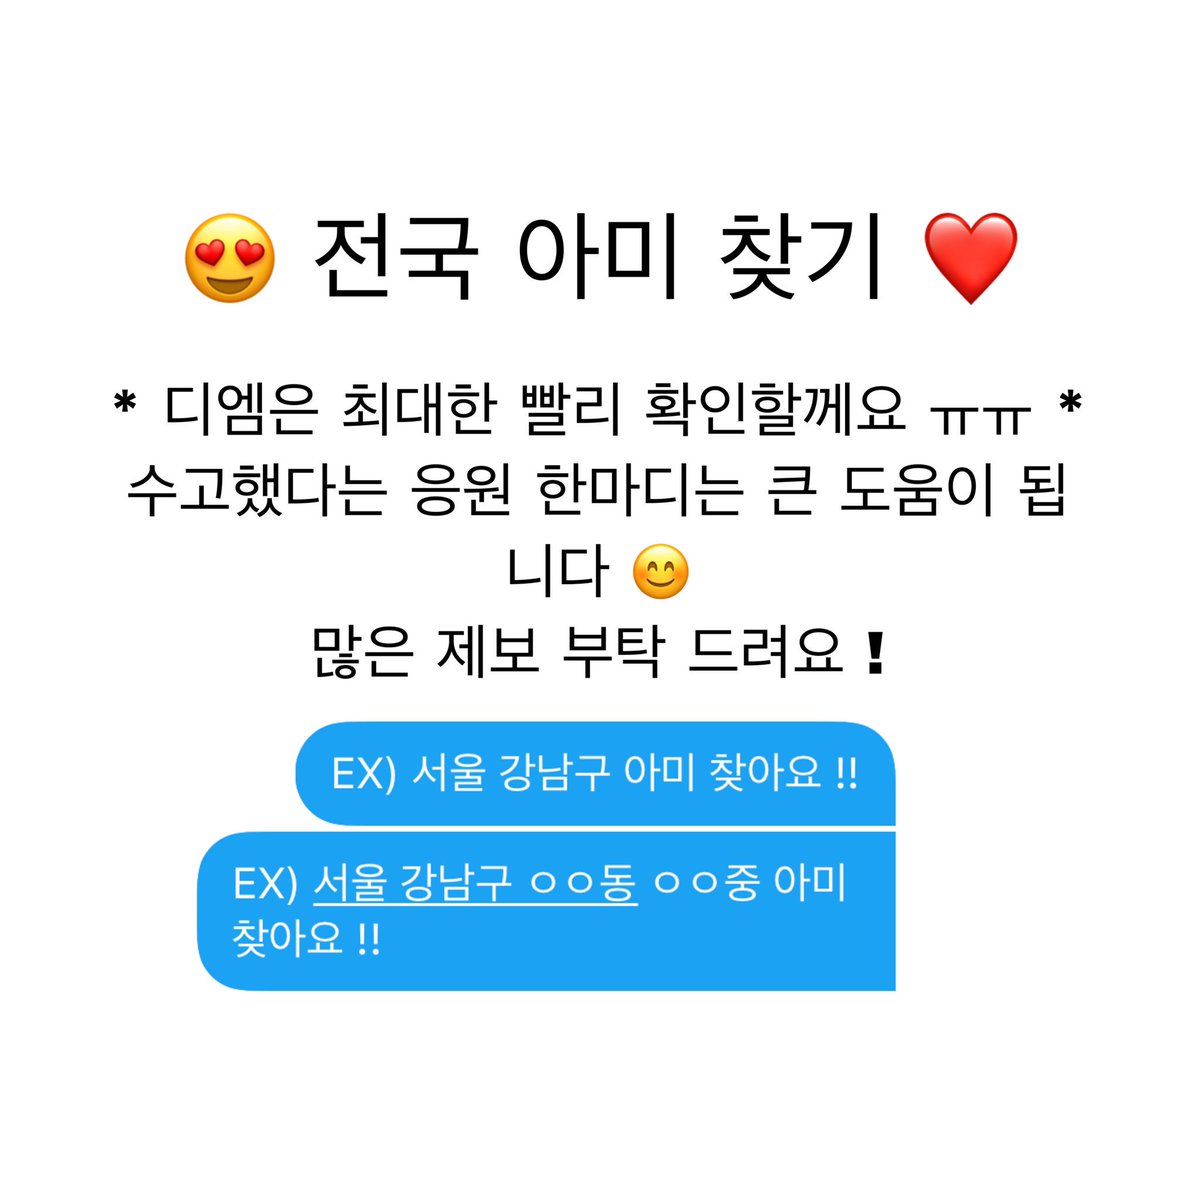 😍 전국 아미 찾기 ❤️
* 디엠은 최대한 빨리 확인할께요 ㅠㅠ *
수고했다는 응원 한마디는 큰 도움이 됩
니다 😊
많은 제보 부탁 드려요 !
EX) 서울 강남구 아미 찾아요 !!
EX) 서울 강남구 ㅇㅇ동 ㅇㅇ중 아미
찾아요 !!